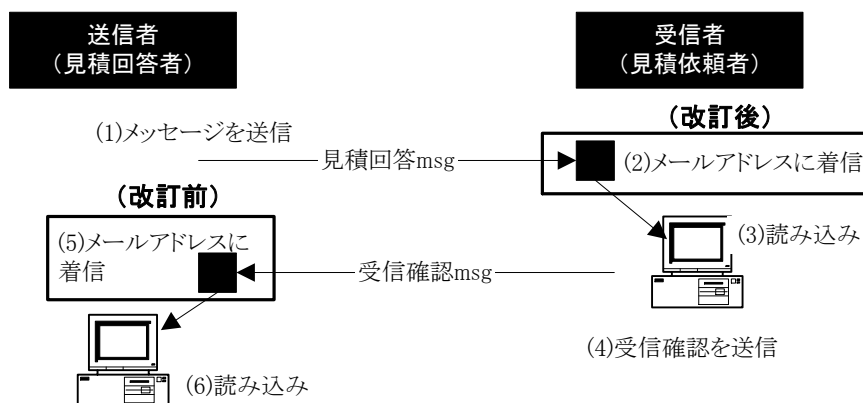 送信者
（見積回答者）
受信者
（見積依頼者）
(1)メッセージを送信
（改訂後）
見積回答msg
(2)メールアドレスに着信
（改訂前）
(5)メールアドレスに
着信
(3)読み込み
受信確認msg
(4)受信確認を送信
(6)読み込み